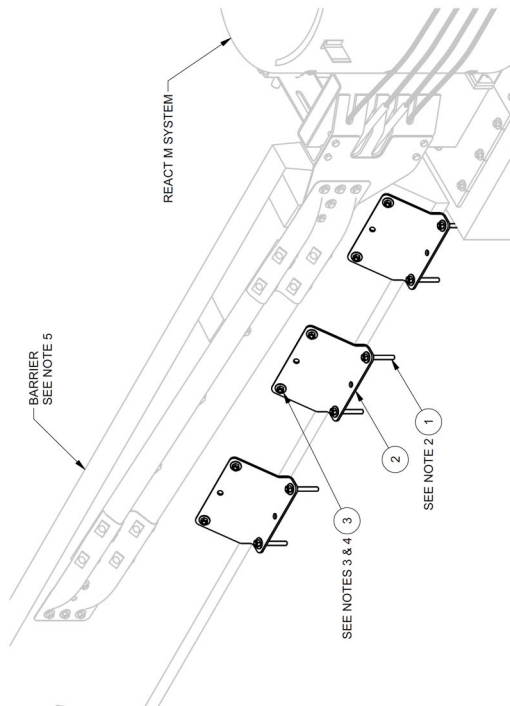 REACT M SYSTEM
BARRIER
SEE NOTE 5
3
SEE NOTES 3 & 4
2
1
SEE NOTE 2